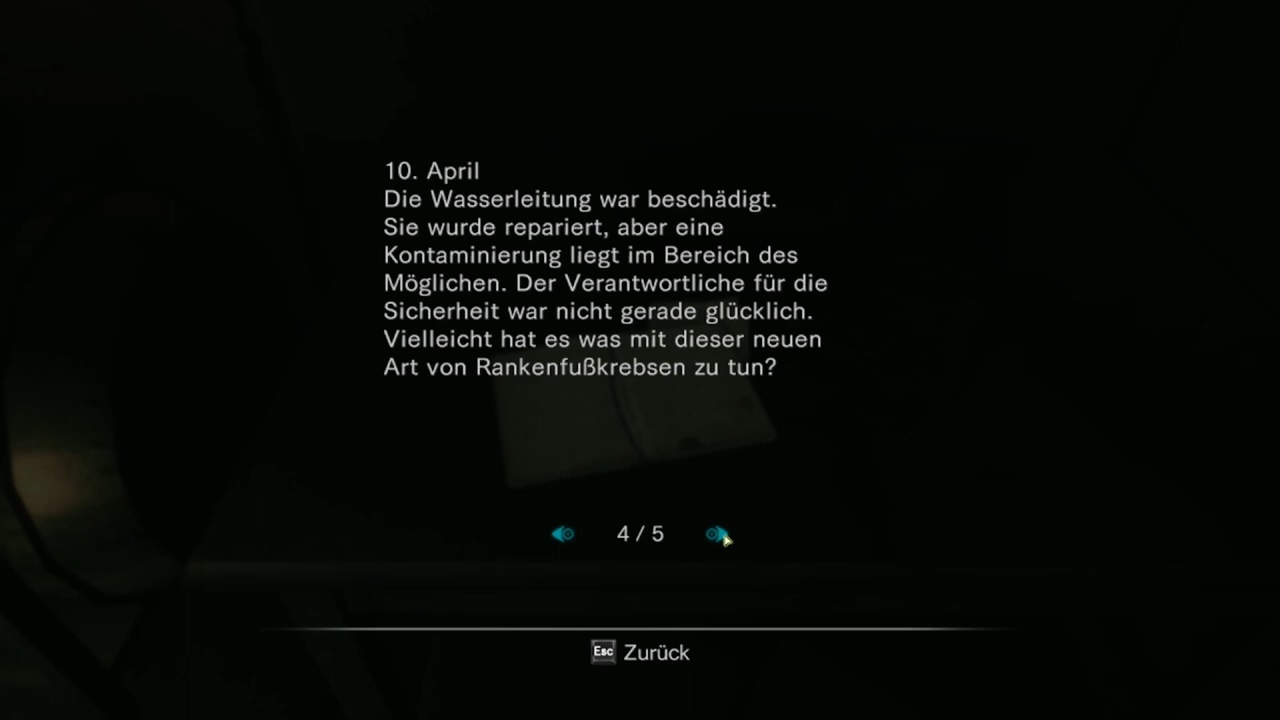 10. April
Die Wasserleitung war beschädigt.
Sie wurde repariert, aber eine
Kontaminierung liegt im Bereich des
Möglichen. Der Verantwortliche für die
Sicherheit war nicht gerade glücklich.
Vielleicht hat es was mit dieser neuen
Art von Rankenfußkrebsen zu tun?
4 / 5
Esc Zurück